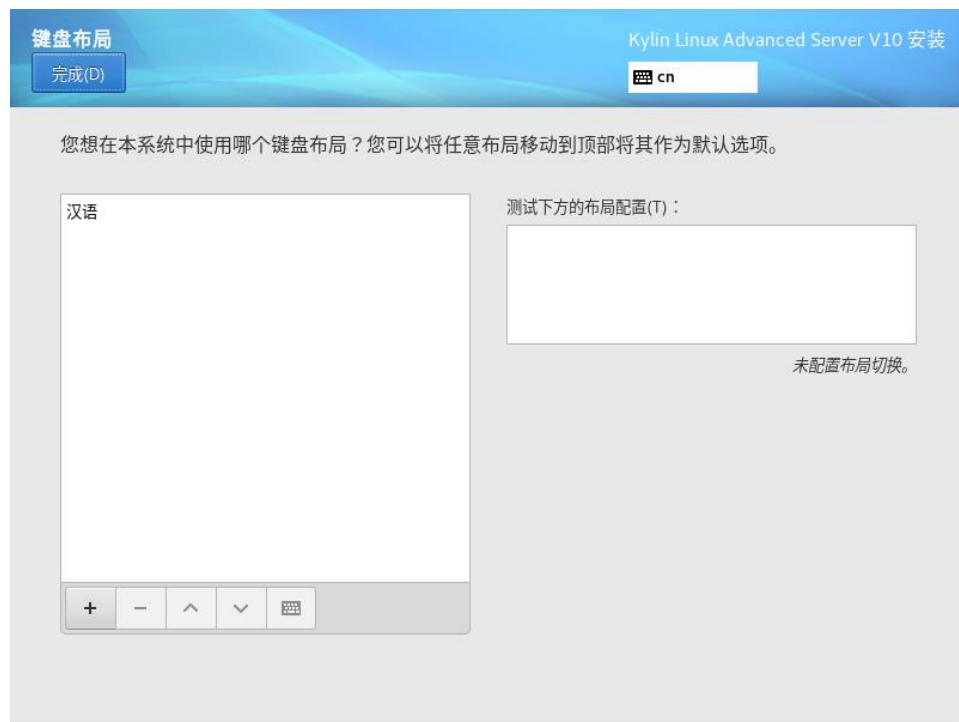 键盘布局
Kylin Linux Advanced Server V10 安装
完成(D)
cn
您想在本系统中使用哪个键盘布局？您可以将任意布局移动到顶部将其作为默认选项。
汉语
测试下方的布局配置(T)：
未配置布局切换。